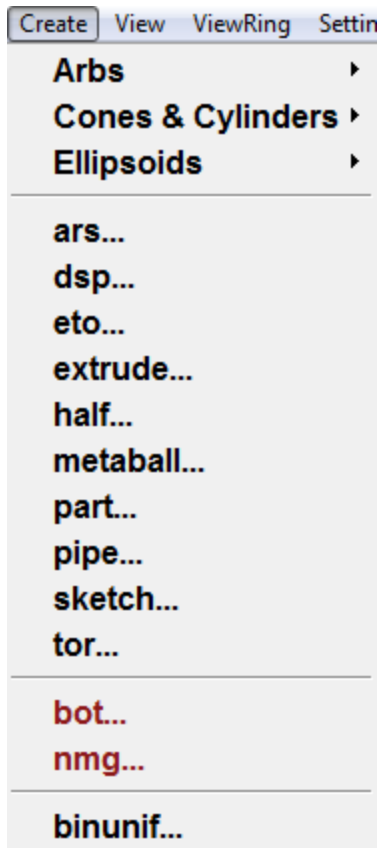 Create View ViewRing Settin
Arbs
Cones & Cylinders
Ellipsoids
ars...
dsp...
eto...
extrude...
half...
metaball...
part...
pipe...
sketch...
tor...
bot...
nmg...
binunif...